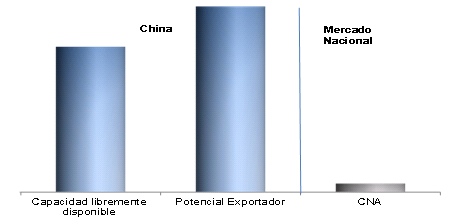 China
Mercado
Nacional
Capacidad libremente
disponible
Potencial Exportador
CNA